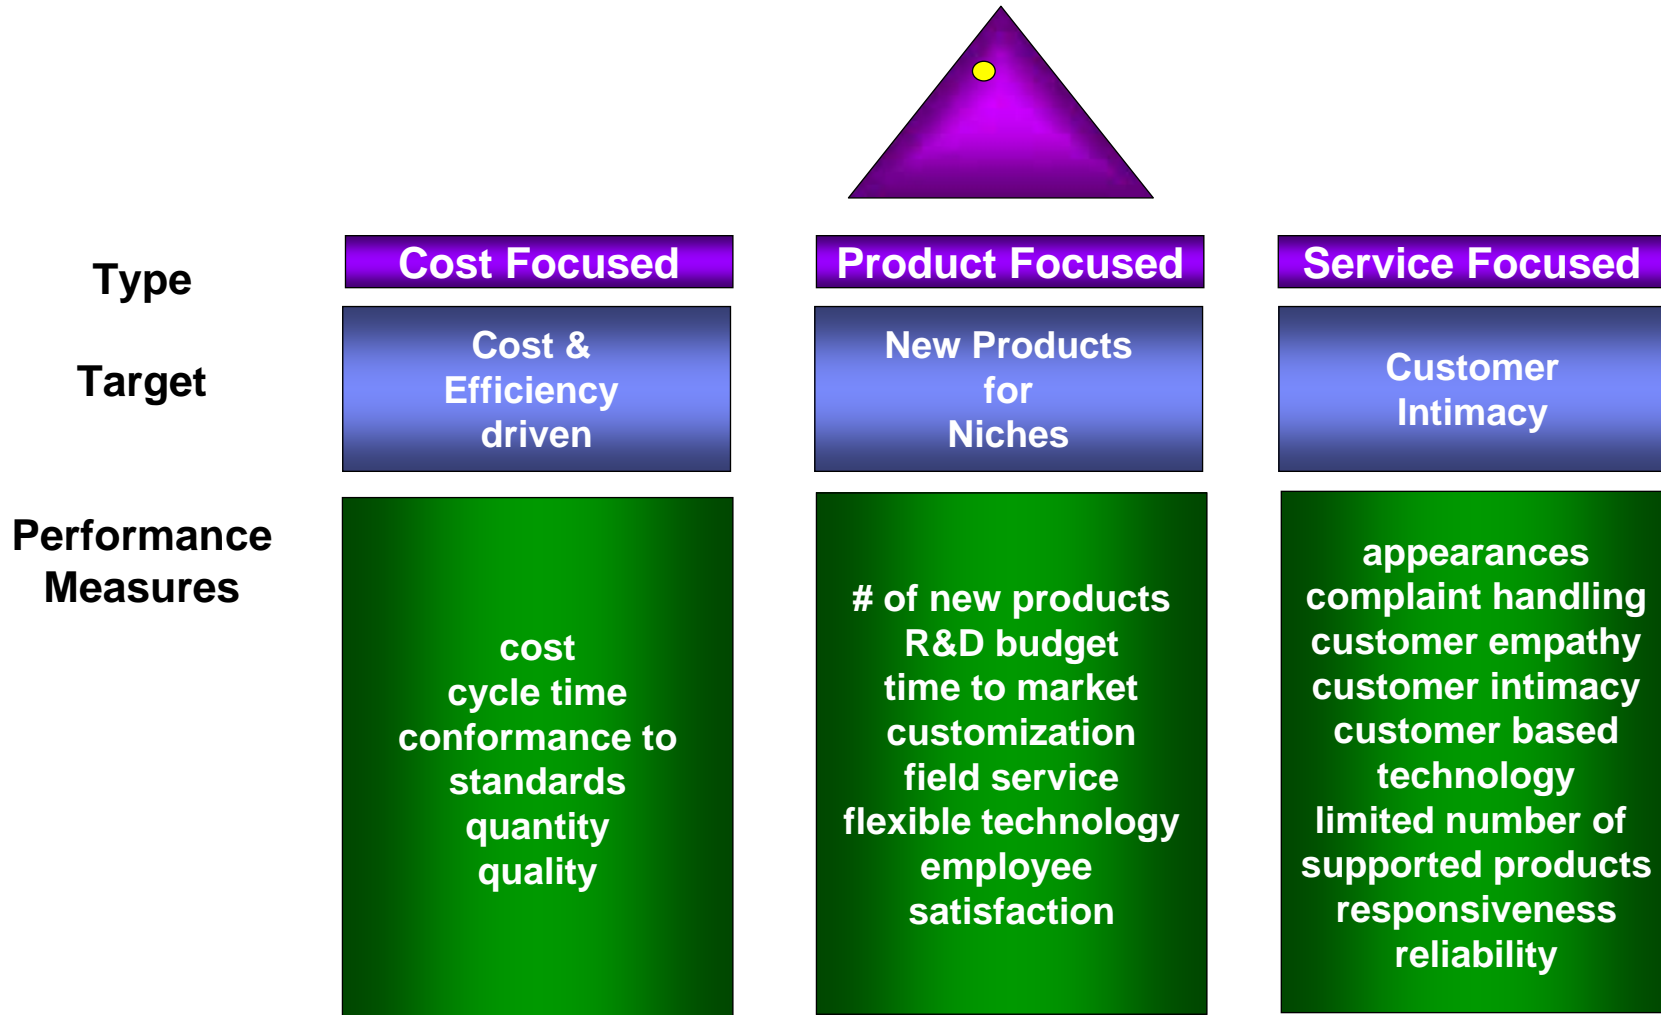 Type
Cost Focused
Product Focused
Service Focused
Target
Cost &
Efficiency
driven
New Products
for
Niches
Customer
Intimacy
Performance
Measures
cost
cycle time
conformance to
standards
quantity
quality
# of new products
R&D budget
time to market
customization
field service
flexible technology
employee
satisfaction
appearances
complaint handling
customer empathy
customer intimacy
customer based
technology
limited number of
supported products
responsiveness
reliability